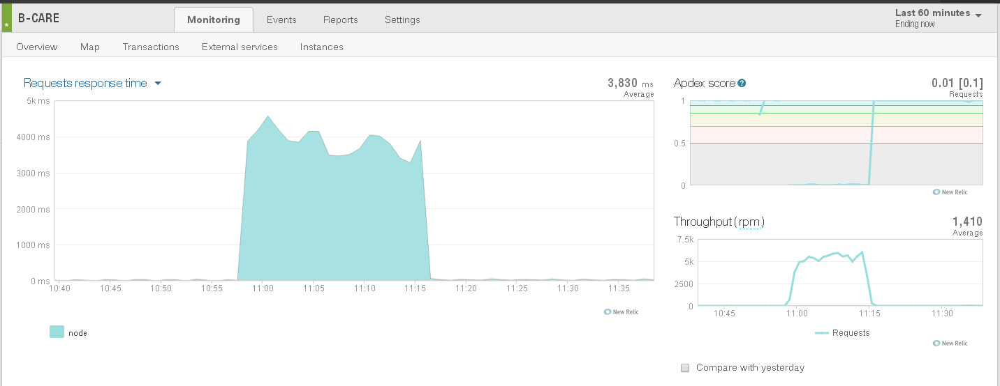 B-CARE
Monitoring Events Reports Settings
Last 60 minutes
Ending now
Overview Map Transactions External services Instances
Requests response time
3,830 ms
Average
5k ms
4000 ms
3000 ms
2000 ms
1000 ms
0 ms
10:40 10:45 10:50 10:55 11:00 11:05 11:10 11:15 11:20 11:25 11:30 11:35
New Relic
node
Apdex score ?
0.01 [0.1]
Requests
1
0.5
0
New Relic
Throughput (rpm)
1,410
Average
7.5k
5k
2500
0
10:45 11:00 11:15 11:30
Requests
New Relic
Compare with yesterday